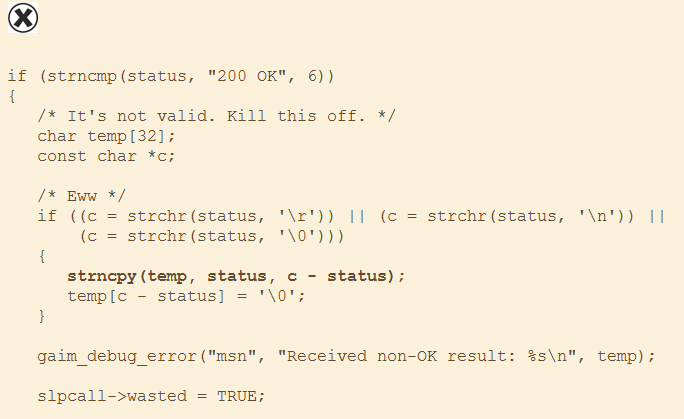 if (strncmp(status, "200 OK", 6))
{
   /* It's not valid. Kill this off. */
   char temp[32];
   const char *c;

   /* Eww */
   if ((c = strchr(status, '\r')) || (c = strchr(status, '\n')) ||
       (c = strchr(status, '\0')))
   {
      strncpy(temp, status, c - status);
      temp[c - status] = '\0';
   }

   gaim_debug_error("msn", "Received non-OK result: %s\n", temp);

   slpcall->wasted = TRUE;